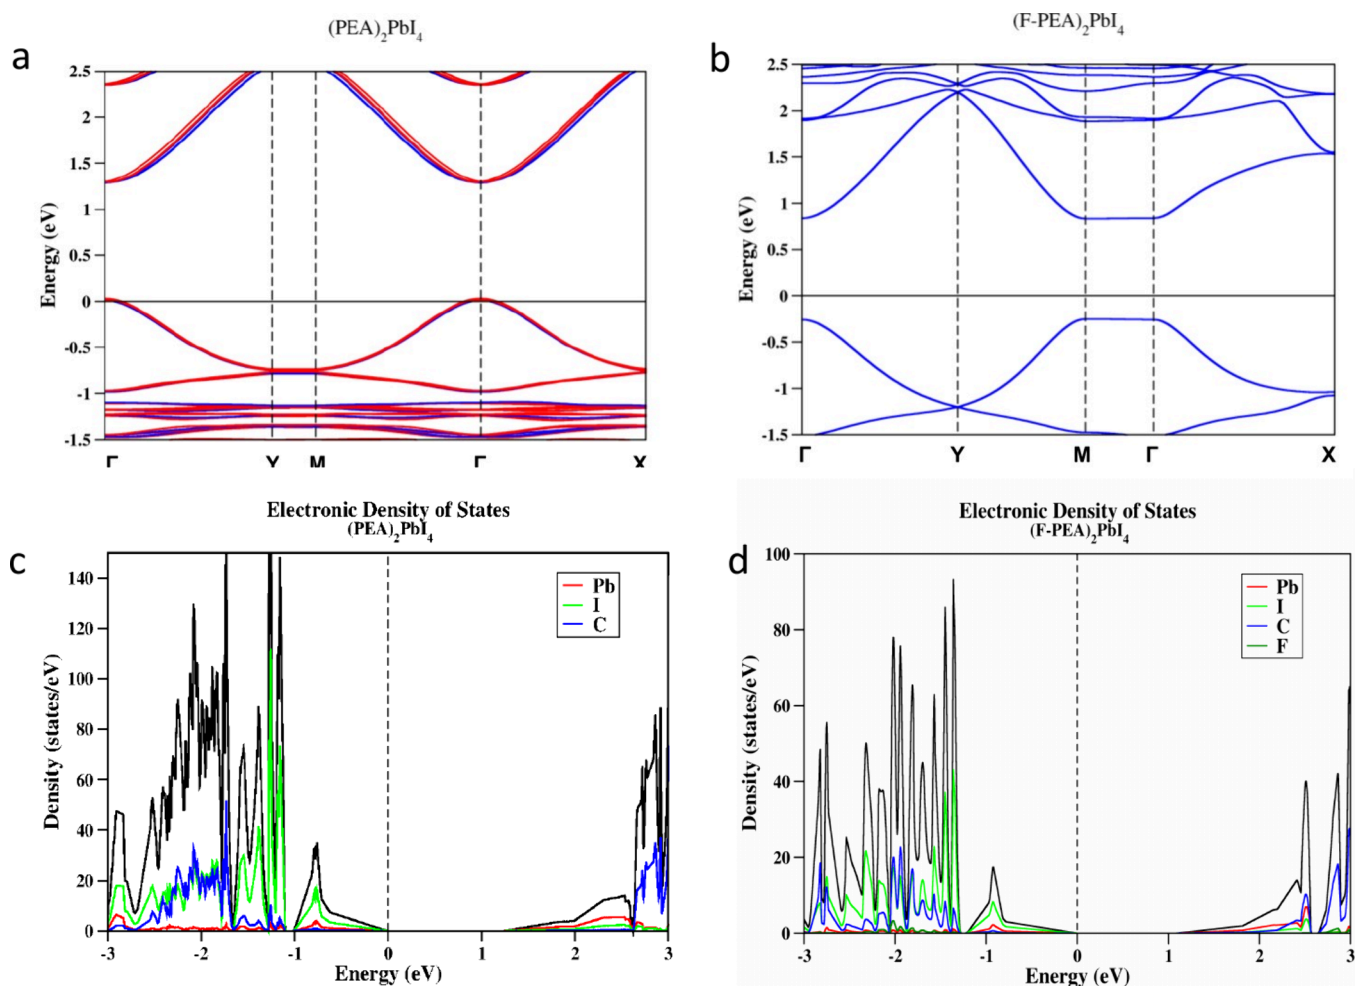 (PEA)₂PbI₄
a
2.5
2
1.5
1
0.5
0
-0.5
-1
-1.5
Energy (eV)
Γ Y M Γ X
(F-PEA)₂PbI₄
b
2.5
2
1.5
1
0.5
0
-0.5
-1
-1.5
Energy (eV)
Γ Y M Γ X
Electronic Density of States
(PEA)₂PbI₄
c
140
120
100
80
60
40
20
0
Density (states/eV)
Pb
I
C
-3 -2 -1 0 1 2 3
Energy (eV)
Electronic Density of States
(F-PEA)₂PbI₄
d
100
80
60
40
20
0
Density (states/eV)
Pb
I
C
F
-3 -2 -1 0 1 2 3
Energy (eV)